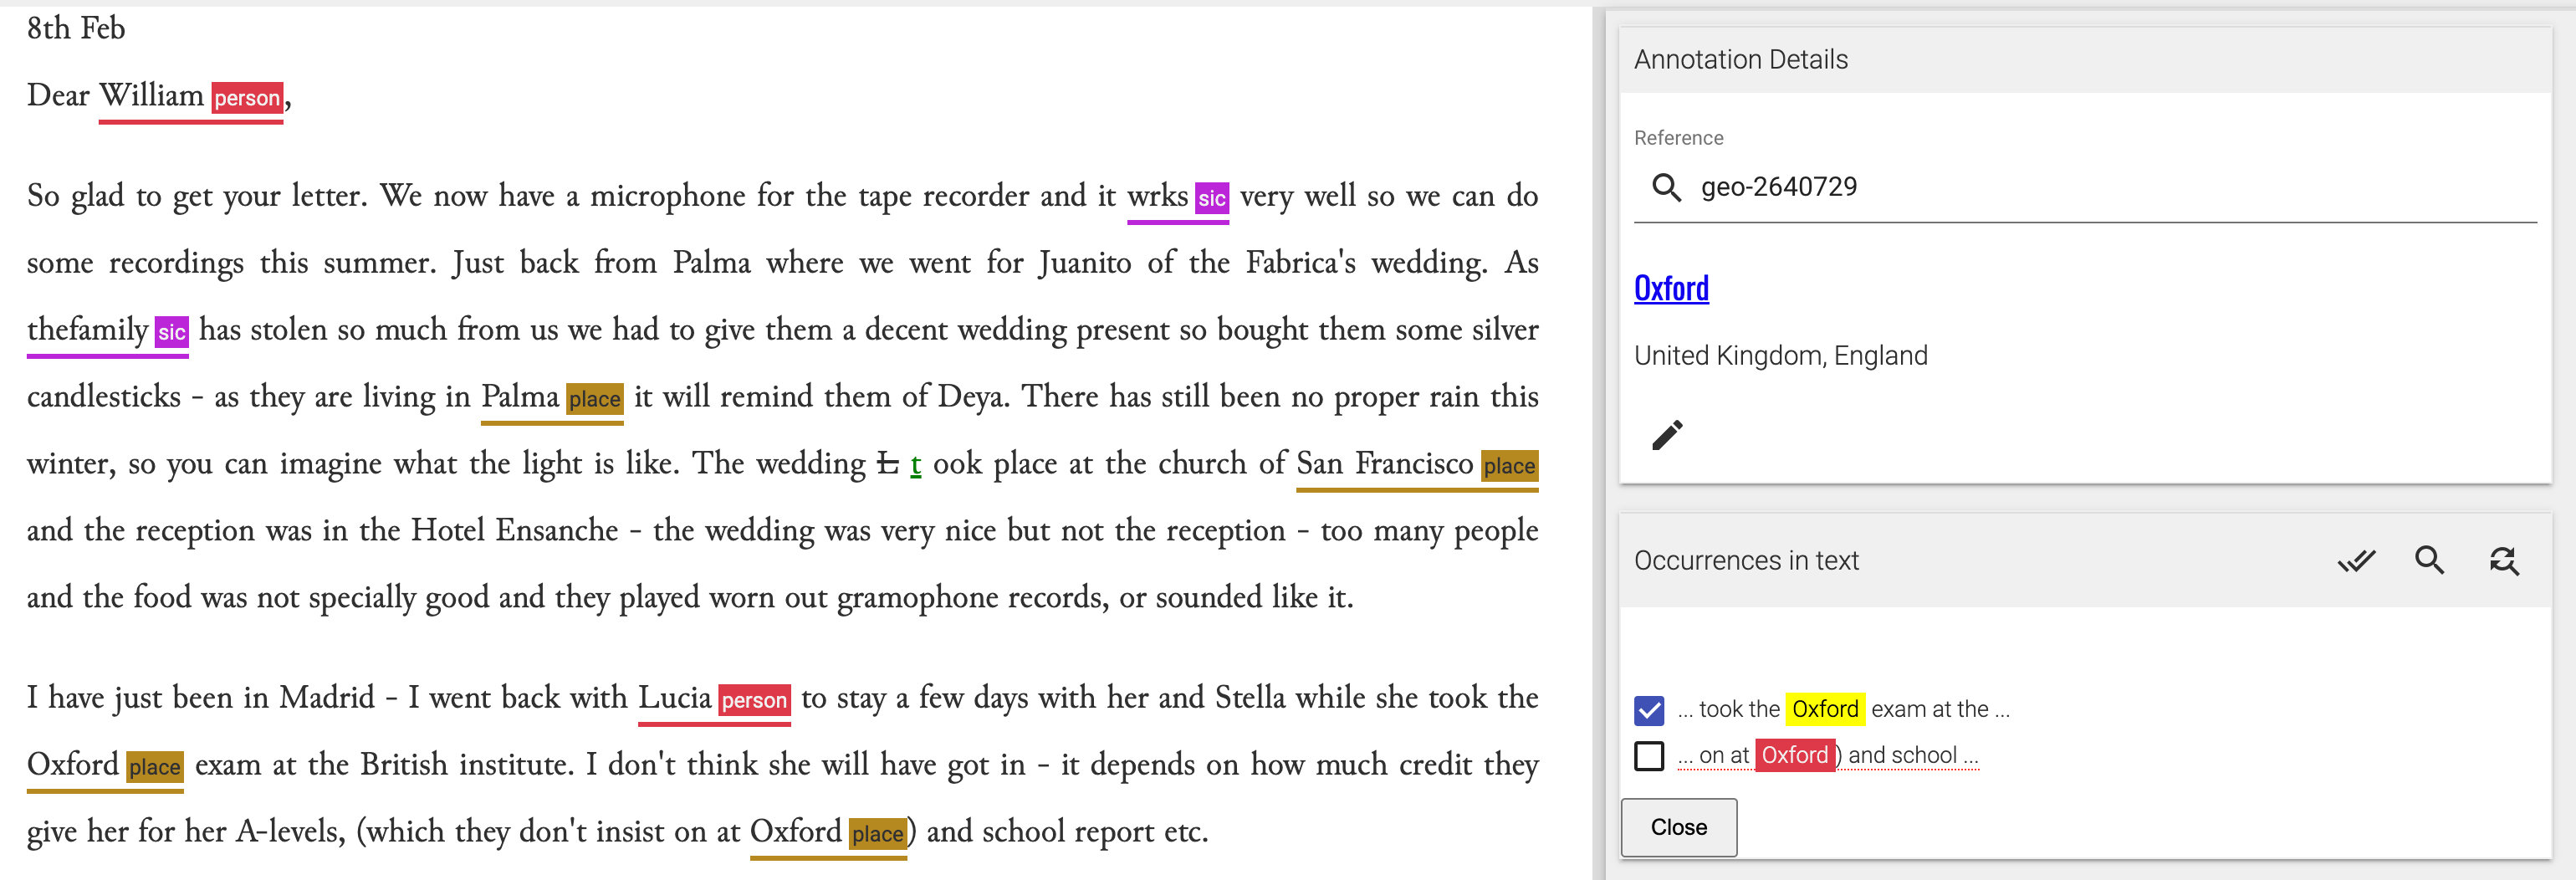 8th Feb
Dear William person,
So glad to get your letter. We now have a microphone for the tape recorder and it wrks sic very well so we can do
some recordings this summer. Just back from Palma where we went for Juanito of the Fabrica's wedding. As
thefamily sic has stolen so much from us we had to give them a decent wedding present so bought them some silver
candlesticks - as they are living in Palma place it will remind them of Deya. There has still been no proper rain this
winter, so you can imagine what the light is like. The wedding L t ook place at the church of San Francisco place
and the reception was in the Hotel Ensanche - the wedding was very nice but not the reception - too many people
and the food was not specially good and they played worn out gramophone records, or sounded like it.
I have just been in Madrid - I went back with Lucia person to stay a few days with her and Stella while she took the
Oxford place exam at the British institute. I don't think she will have got in - it depends on how much credit they
give her for her A-levels, (which they don't insist on at Oxford place) and school report etc.
Annotation Details
Reference
geo-2640729
Oxford
United Kingdom, England
Occurrences in text
... took the Oxford exam at the ...
... on at Oxford ) and school ...
Close